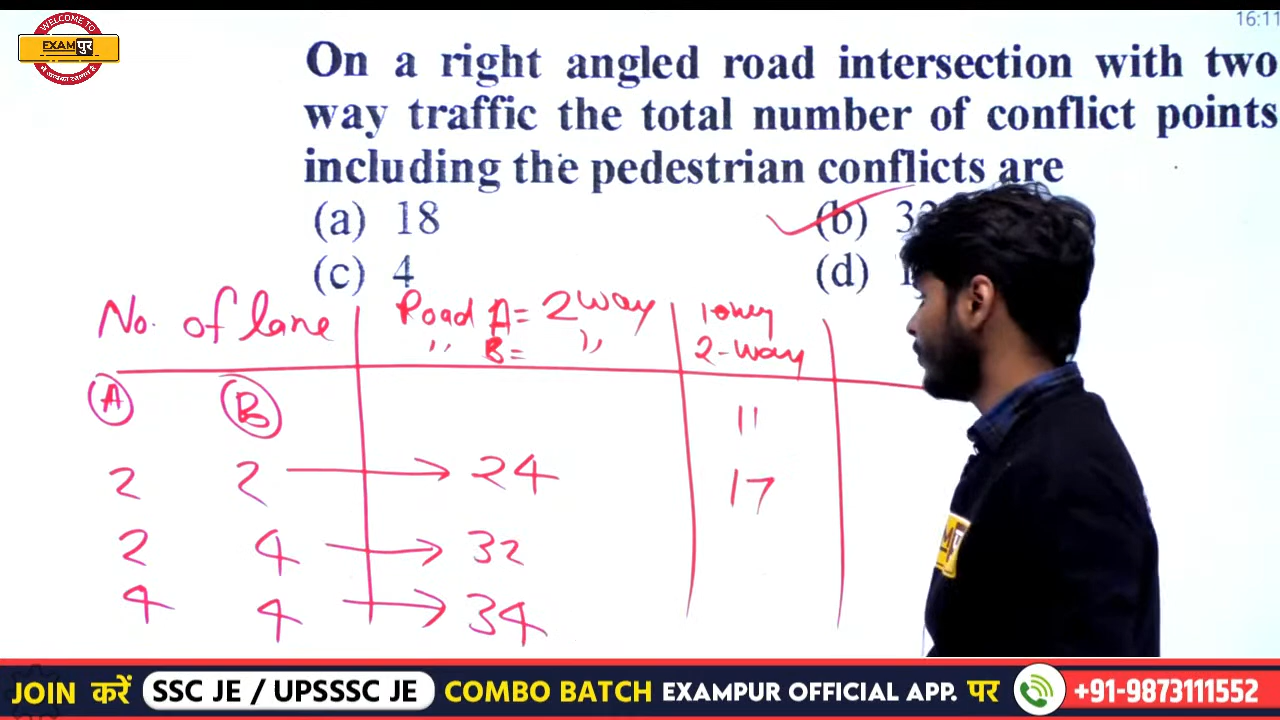 16:11
WELCOME TO
EXAMपुर
On a right angled road intersection with two
way traffic the total number of conflict points
including the pedestrian conflicts are
(a) 18
(b)
(c) 4
(d)
No. of lane
Road A = 2 way
" B = "
1 way
2-way
A B
11
2 2 → 24
17
2 4 → 32
4 4 → 34
JOIN करें SSC JE / UPSSSC JE COMBO BATCH EXAMPUR OFFICIAL APP. पर +91-9873111552